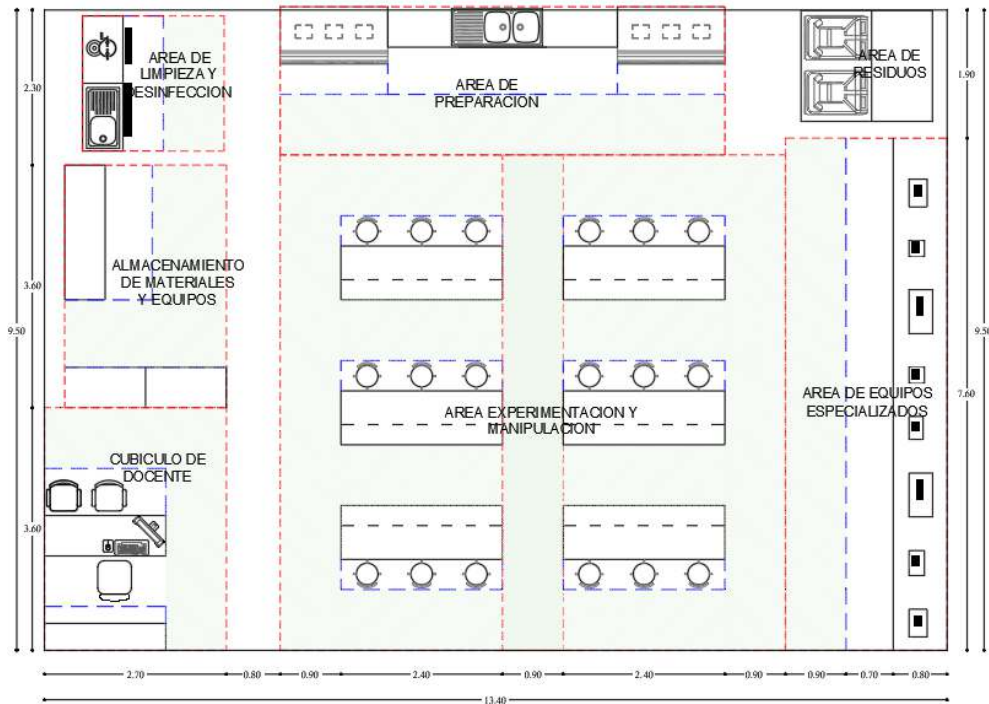 AREA DE
LIMPIEZA Y
DESINFECCION
AREA DE
PREPARACION
AREA DE
RESIDUOS
2.30
1.90
ALMACENAMIENTO
DE MATERIALES
Y EQUIPOS
3.60
9.50
9.50
7.60
AREA DE EQUIPOS
ESPECIALIZADOS
AREA EXPERIMENTACION Y
MANIPULACION
CUBICULO DE
DOCENTE
3.60
2.70 0.80 0.90 2.40 0.90 2.40 0.90 0.90 0.70 0.80
13.40